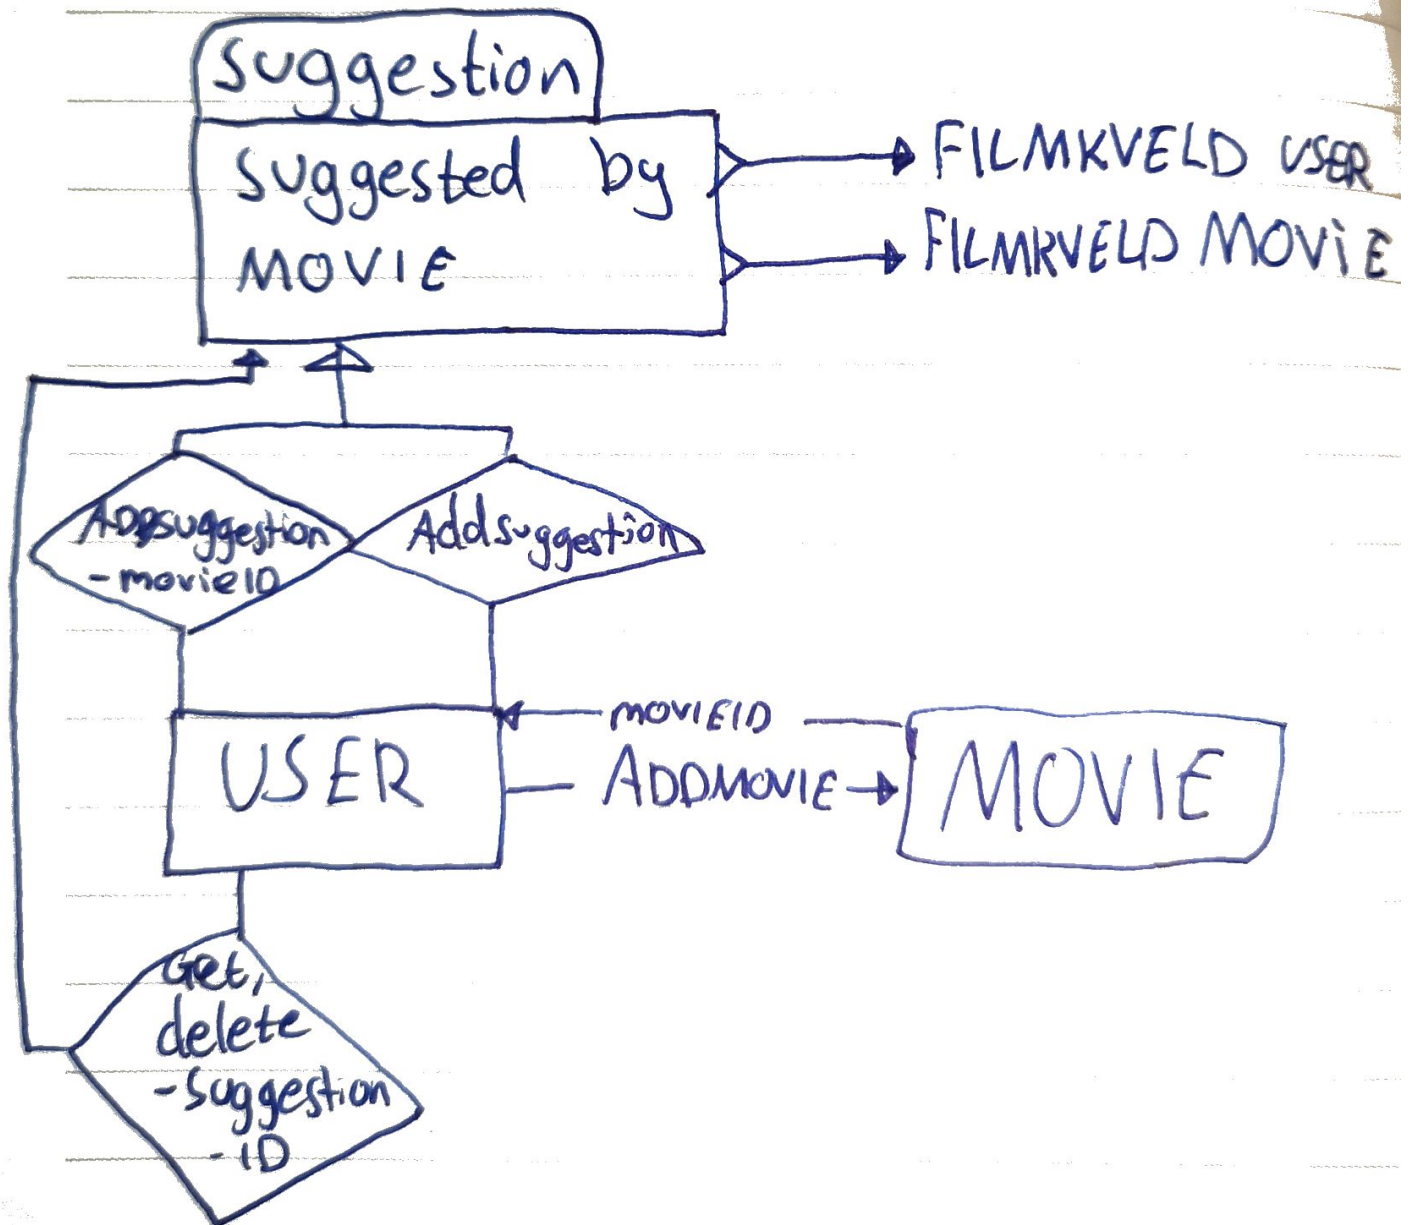 suggestion
suggested by
MOVIE
FILMKVELD USER
FILMKVELD MOViE
ADDsuggestion
-movieID
Addsuggestion
USER
MOVIEID
ADDMOVIE
MOVIE
Get,
delete
-Suggestion
-ID